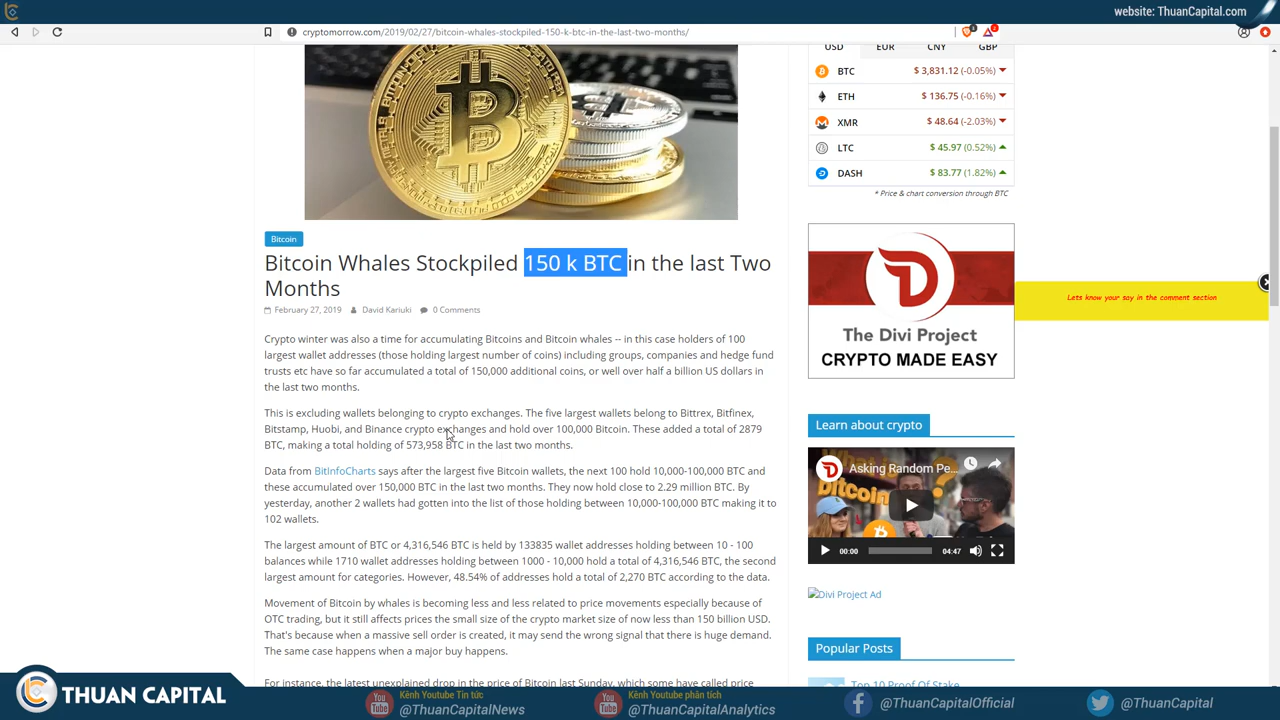 website: ThuanCapital.com
cryptomorrow.com/2019/02/27/bitcoin-whales-stockpiled-150-k-btc-in-the-last-two-months/
USD EUR CNY GBP
BTC $ 3,831.12 (-0.05%)
ETH $ 136.75 (-0.16%)
XMR $ 48.64 (-2.03%)
LTC $ 45.97 (0.52%)
DASH $ 83.77 (1.82%)
* Price & chart conversion through BTC
Bitcoin
Bitcoin Whales Stockpiled 150 k BTC in the last Two
Months
February 27, 2019 David Kariuki 0 Comments
Crypto winter was also a time for accumulating Bitcoins and Bitcoin whales -- in this case holders of 100
largest wallet addresses (those holding largest number of coins) including groups, companies and hedge fund
trusts etc have so far accumulated a total of 150,000 additional coins, or well over half a billion US dollars in
the last two months.
This is excluding wallets belonging to crypto exchanges. The five largest wallets belong to Bittrex, Bitfinex,
Bitstamp, Huobi, and Binance crypto exchanges and hold over 100,000 Bitcoin. These added a total of 2879
BTC, making a total holding of 573,958 BTC in the last two months.
Data from BitInfoCharts says after the largest five Bitcoin wallets, the next 100 hold 10,000-100,000 BTC and
these accumulated over 150,000 BTC in the last two months. They now hold close to 2.29 million BTC. By
yesterday, another 2 wallets had gotten into the list of those holding between 10,000-100,000 BTC making it to
102 wallets.
The largest amount of BTC or 4,316,546 BTC is held by 133835 wallet addresses holding between 10 - 100
balances while 1710 wallet addresses holding between 1000 - 10,000 hold a total of 4,316,546 BTC, the second
largest amount for categories. However, 48.54% of addresses hold a total of 2,270 BTC according to the data.
Movement of Bitcoin by whales is becoming less and less related to price movements especially because of
OTC trading, but it still affects prices the small size of the crypto market size of now less than 150 billion USD.
That's because when a massive sell order is created, it may send the wrong signal that there is huge demand.
The same case happens when a major buy happens.
For instance, the latest unexplained drop in the price of Bitcoin last Sunday, which some have called price
The Divi Project
CRYPTO MADE EASY
Lets know your say in the comment section
Learn about crypto
Asking Random Pe...
00:00 04:47
Divi Project Ad
Popular Posts
Top 10 Proof Of Stake
THUAN CAPITAL
Kênh Youtube Tin tức
@ThuanCapitalNews
Kênh Youtube phân tích
@ThuanCapitalAnalytics
@ThuanCapitalOfficial
@ThuanCapital